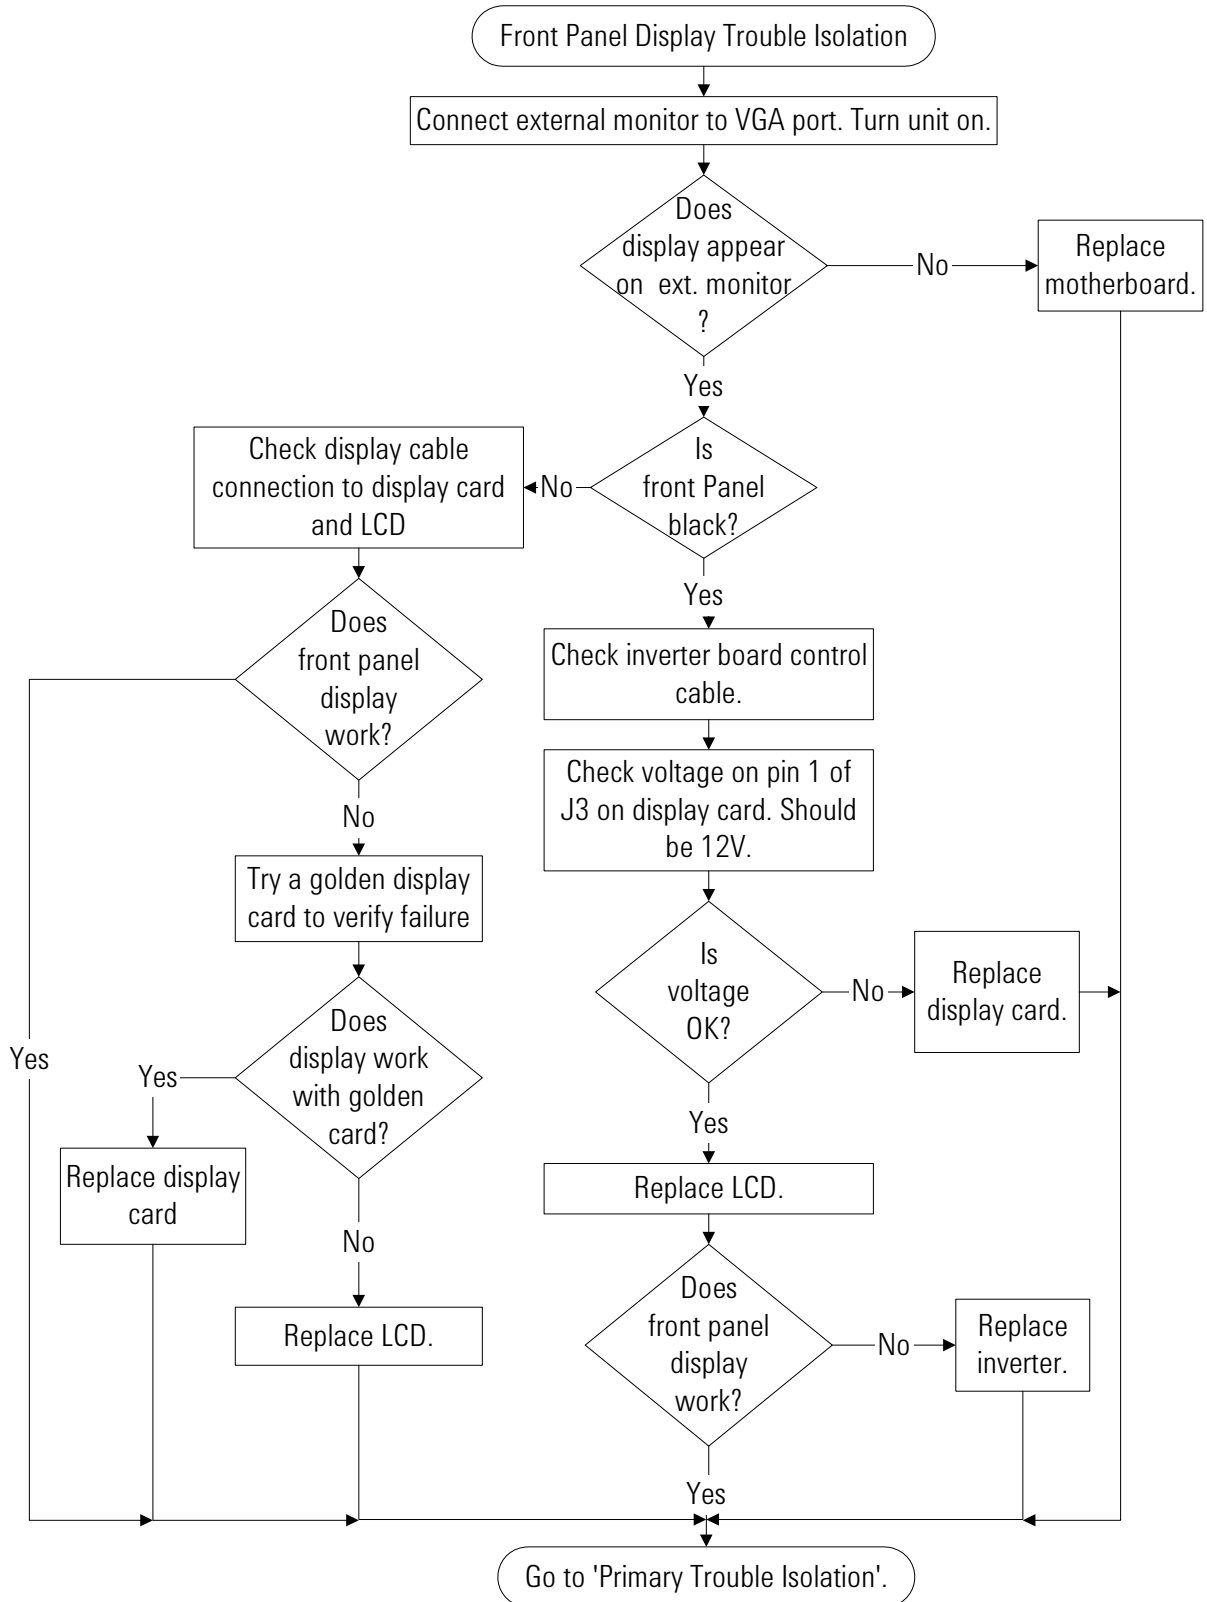 Front Panel Display Trouble Isolation
Connect external monitor to VGA port. Turn unit on.
Does
display appear
on ext. monitor
?
No
Replace
motherboard.
Yes
Is
front Panel
black?
No
Check display cable
connection to display card
and LCD
Yes
Does
front panel
display
work?
Check inverter board control
cable.
Check voltage on pin 1 of
J3 on display card. Should
be 12V.
No
Try a golden display
card to verify failure
Is
voltage
OK?
No
Replace
display card.
Does
display work
with golden
card?
Yes
Yes
Yes
Replace display
card
Replace LCD.
No
Replace LCD.
Does
front panel
display
work?
No
Replace
inverter.
Yes
Go to 'Primary Trouble Isolation'.